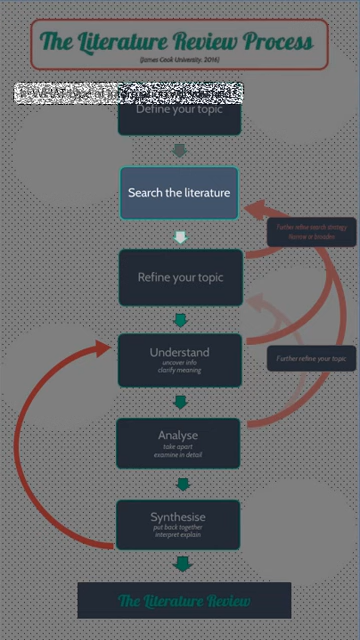 The Literature Review Process
(James Cook University, 2016)
Define your topic
Search the literature
Further refine search strategy
Narrow or broaden
Refine your topic
Understand
uncover info
clarify meaning
Further refine your topic
Analyse
take apart
examine in detail
Synthesise
put back together
interpret explain
The Literature Review